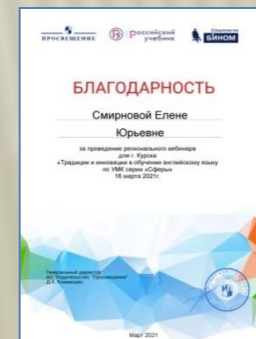 ПРОСВЕЩЕНИЕ
российский
учебник
БИНОМ
БЛАГОДАРНОСТЬ
Смирновой Елене
Юрьевне
за проведение регионального вебинара
для г. Курска
«Традиции и инновации в обучении английскому языку
по УМК серии «Сферы»
16 марта 2021г.
Генеральный директор
АО "Издательство "Просвещение"
Март 2021